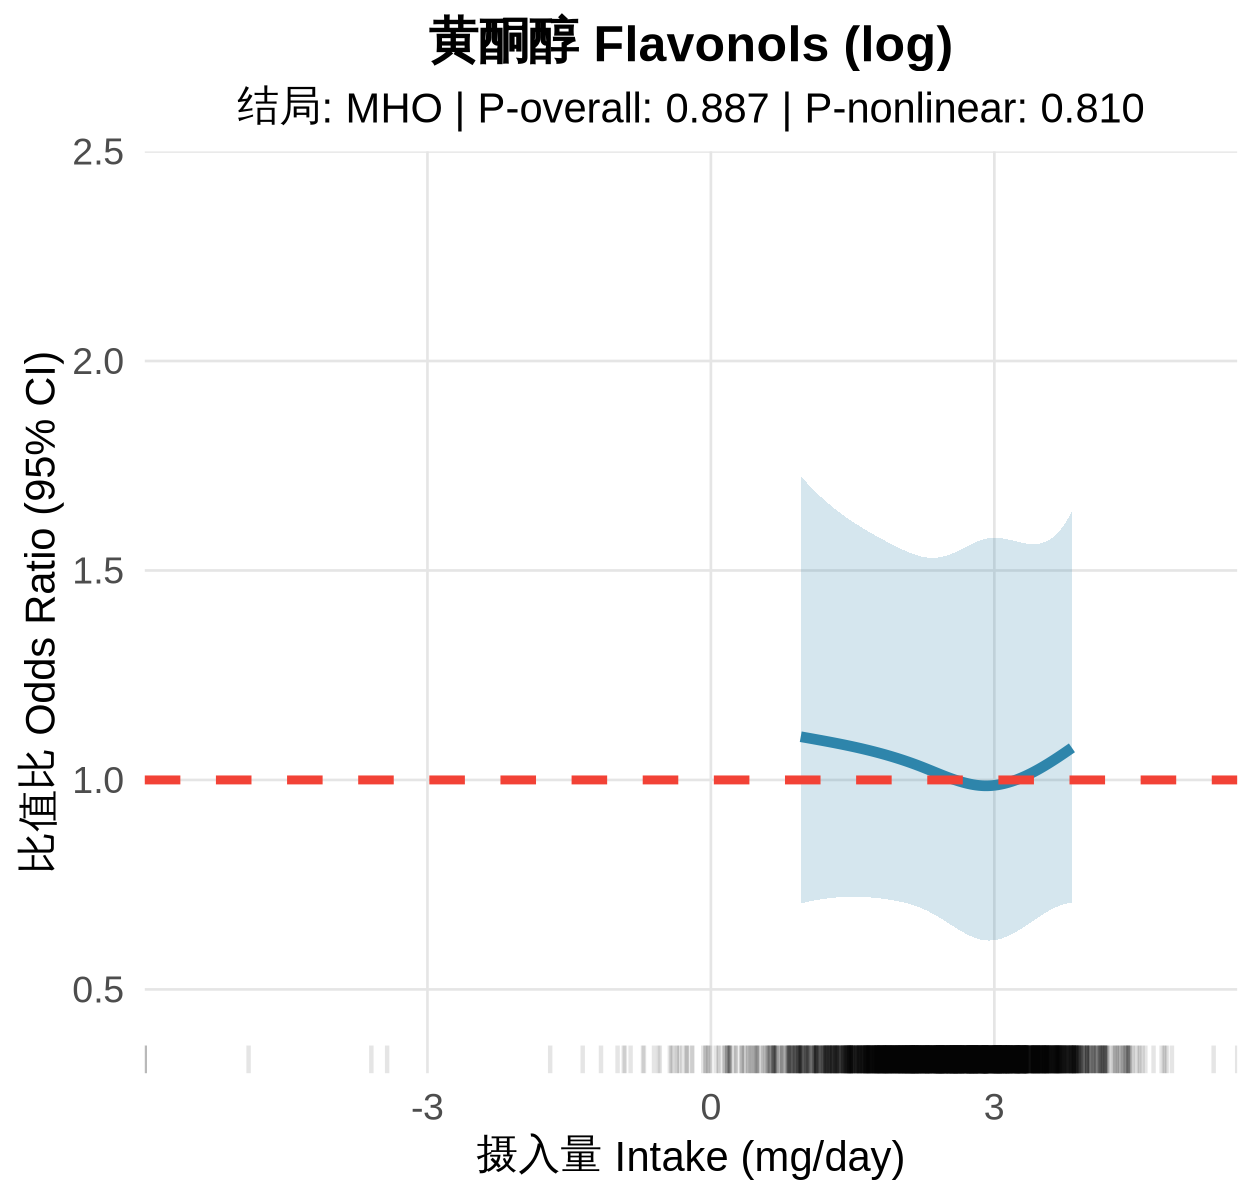 黄酮醇 Flavonols (log)
结局: MHO | P-overall: 0.887 | P-nonlinear: 0.810
比值比 Odds Ratio (95% CI)
2.5
2.0
1.5
1.0
0.5
-3 0 3
摄入量 Intake (mg/day)